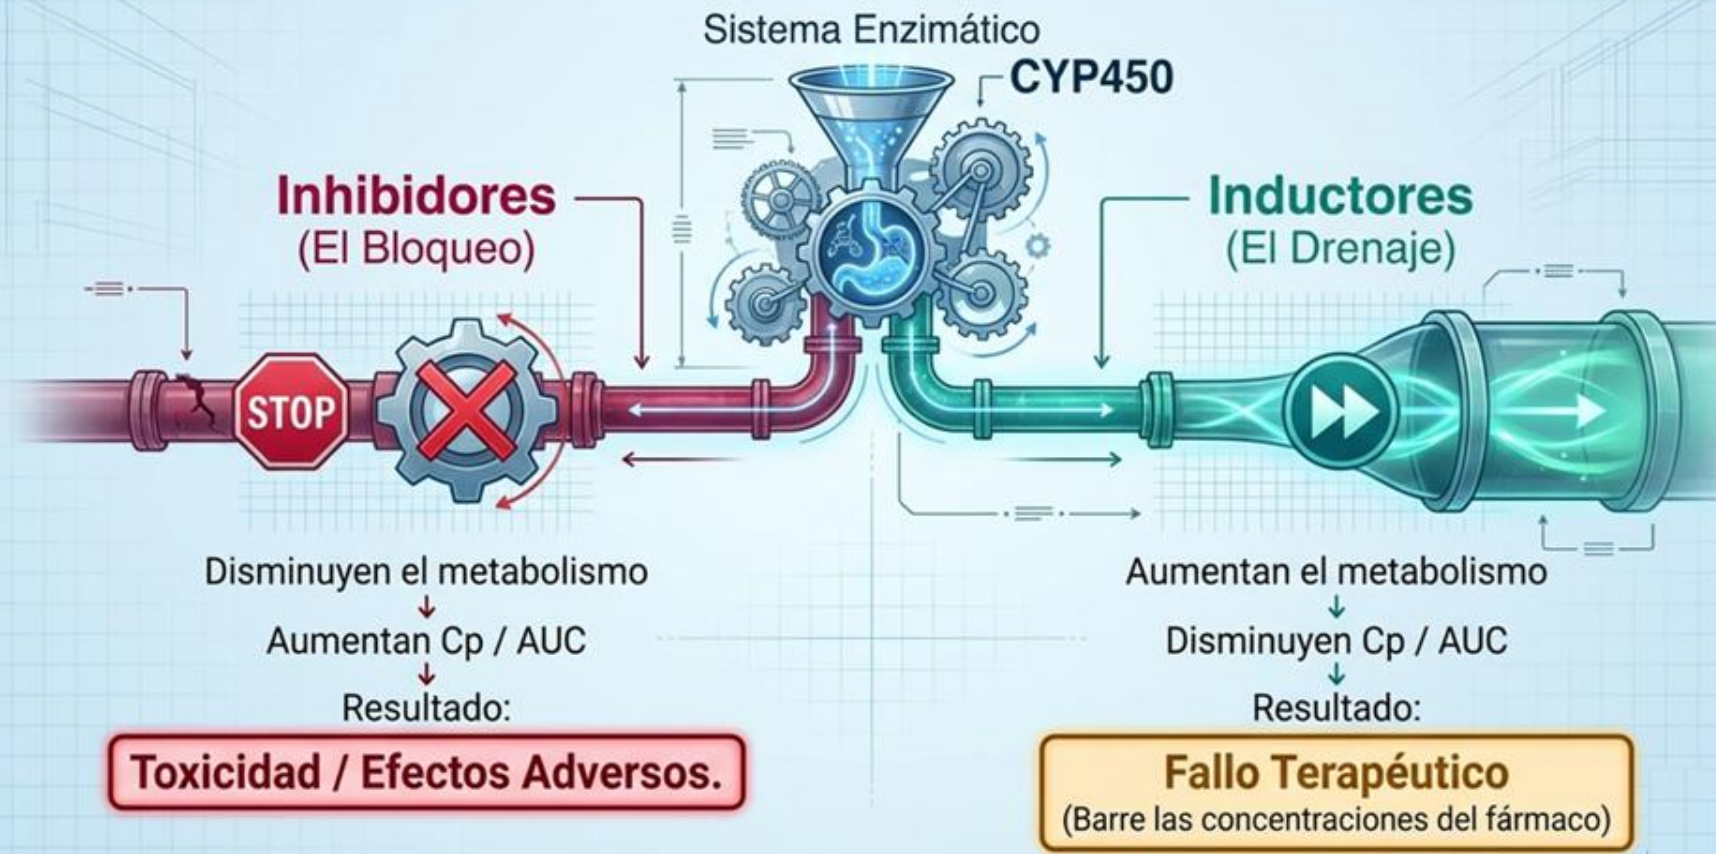 Sistema Enzimático
CYP450
Inhibidores
(El Bloqueo)
STOP
Disminuyen el metabolismo
↓
Aumentan Cp / AUC
↓
Resultado:
Toxicidad / Efectos Adversos.
Inductores
(El Drenaje)
Aumentan el metabolismo
↓
Disminuyen Cp / AUC
↓
Resultado:
Fallo Terapéutico
(Barre las concentraciones del fármaco)